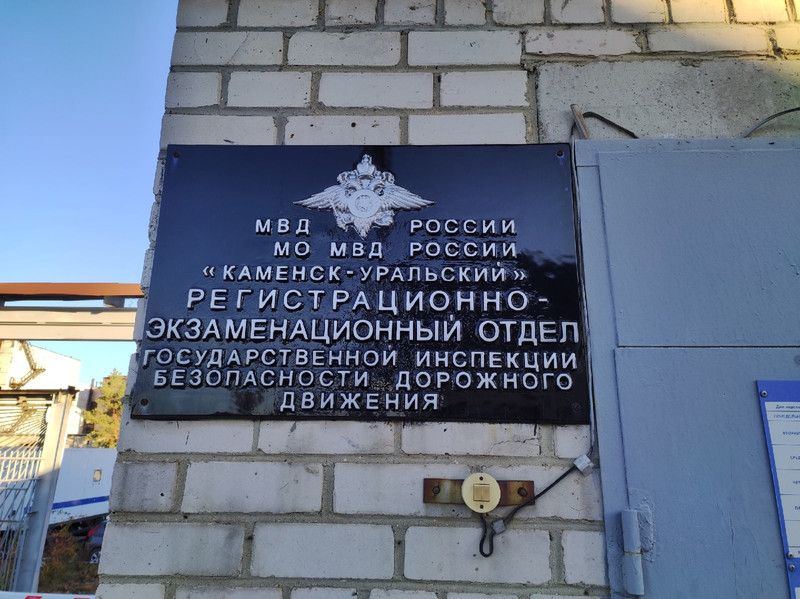 МВД РОССИИ
МО МВД РОССИИ
«КАМЕНСК-УРАЛЬСКИЙ»
РЕГИСТРАЦИОННО-
ЭКЗАМЕНАЦИОННЫЙ ОТДЕЛ
ГОСУДАРСТВЕННОЙ ИНСПЕКЦИИ
БЕЗОПАСНОСТИ ДОРОЖНОГО
ДВИЖЕНИЯ